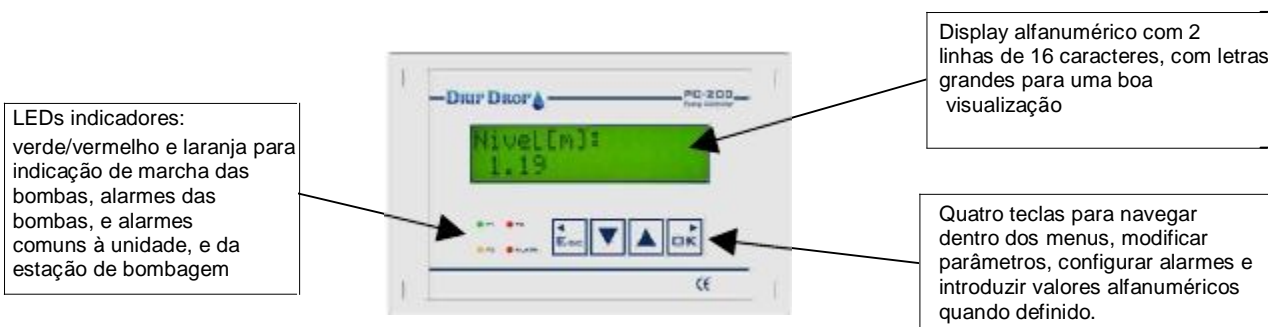 Display alfanumérico com 2
linhas de 16 caracteres, com letras
grandes para uma boa
visualização
LEDs indicadores:
verde/vermelho e laranja para
indicação de marcha das
bombas, alarmes das
bombas, e alarmes
comuns à unidade, e da
estação de bombagem
PC-200
Nivel[m]:
1.19
Esc
OK
CE
Quatro teclas para navegar
dentro dos menus, modificar
parâmetros, configurar alarmes e
introduzir valores alfanuméricos
quando definido.